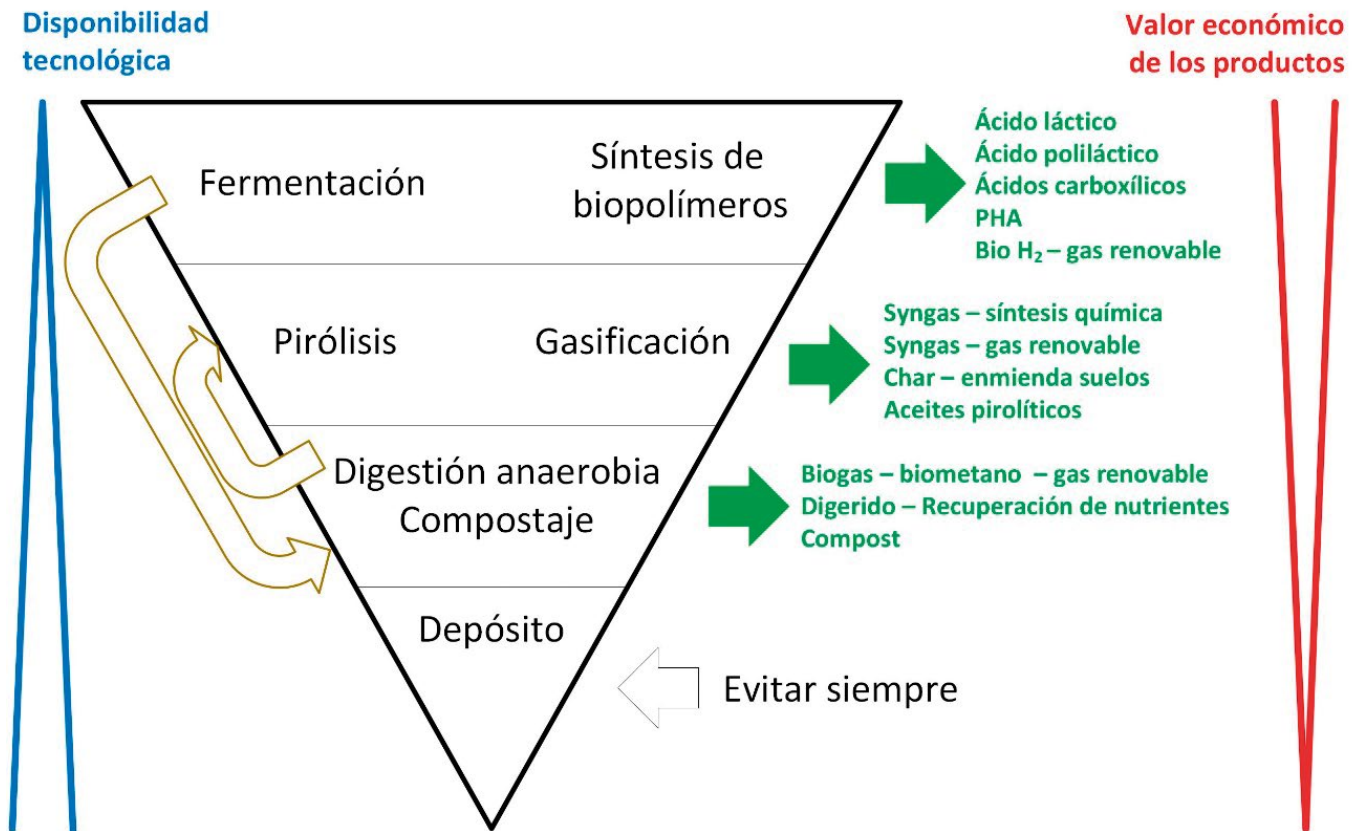 Disponibilidad
tecnológica
Valor económico
de los productos
Fermentación
Síntesis de
biopolímeros
Ácido láctico
Ácido poliláctico
Ácidos carboxílicos
PHA
Bio H₂ – gas renovable
Pirólisis
Gasificación
Syngas – síntesis química
Syngas – gas renovable
Char – enmienda suelos
Aceites pirolíticos
Digestión anaerobia
Compostaje
Biogas – biometano – gas renovable
Digerido – Recuperación de nutrientes
Compost
Depósito
Evitar siempre